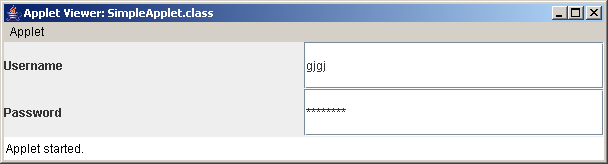 Applet Viewer: SimpleApplet.class
Applet
Username gjgj
Password ********
Applet started.